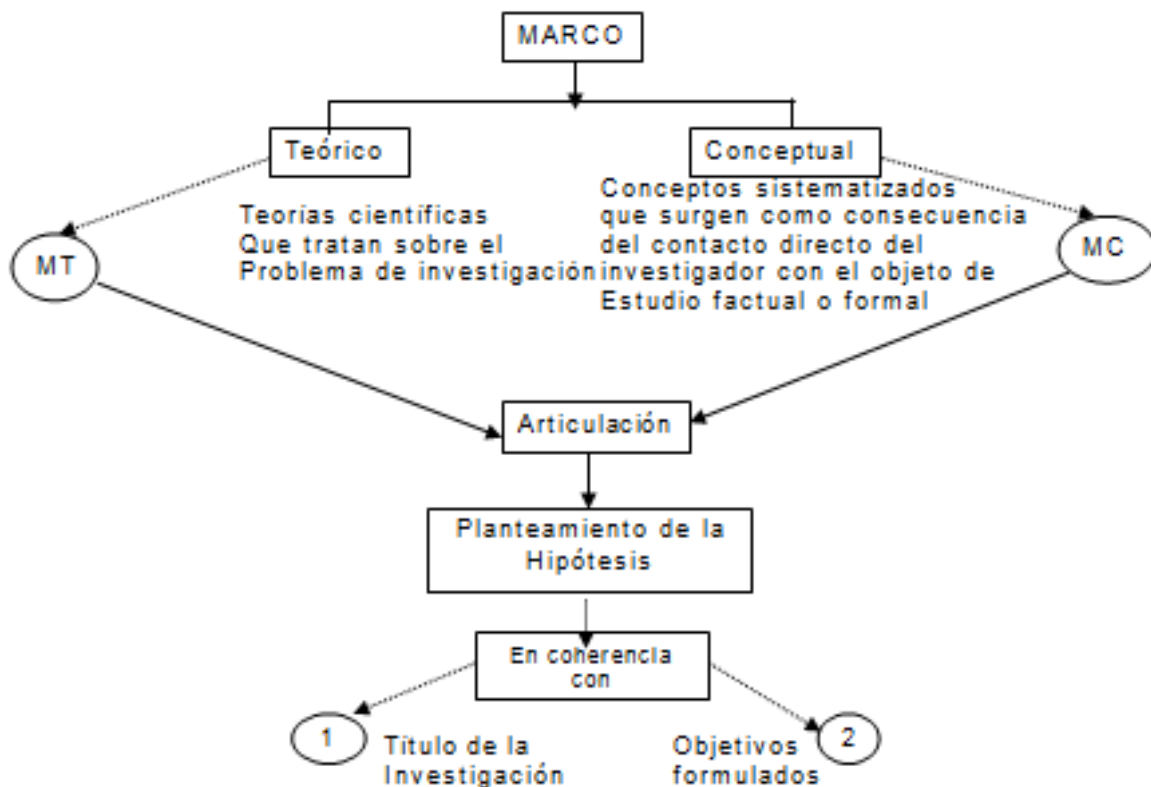 MARCO
Teórico
Conceptual
Teorías científicas
Que tratan sobre el
Problema de investigación
Conceptos sistematizados
que surgen como consecuencia
del contacto directo del
investigador con el objeto de
Estudio factual o formal
MT
MC
Articulación
Planteamiento de la
Hipótesis
En coherencia
con
1
Título de la
Investigación
Objetivos
formulados
2